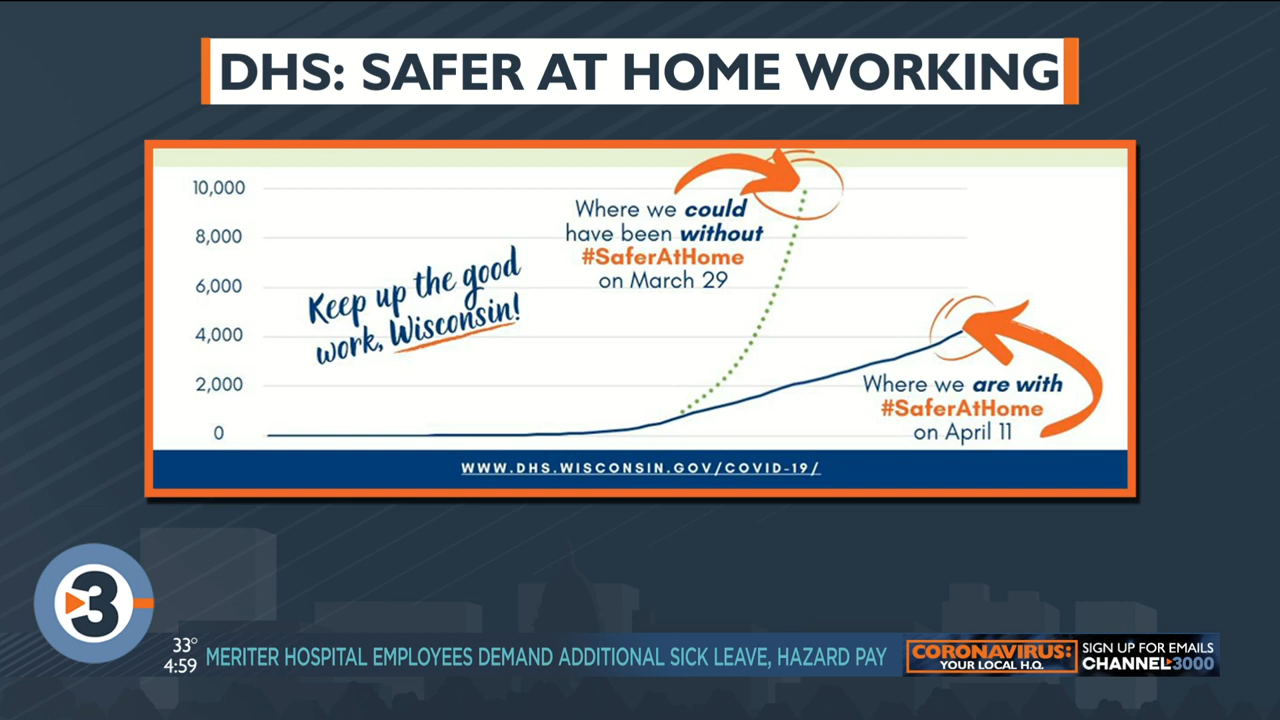 DHS: SAFER AT HOME WORKING
10,000
8,000
6,000
4,000
2,000
0
Keep up the good
work, Wisconsin!
Where we could
have been without
#SaferAtHome
on March 29
Where we are with
#SaferAtHome
on April 11
WWW.DHS.WISCONSIN.GOV/COVID-19/
3
33°
4:59
MERITER HOSPITAL EMPLOYEES DEMAND ADDITIONAL SICK LEAVE, HAZARD PAY
CORONAVIRUS:
YOUR LOCAL H.Q.
SIGN UP FOR EMAILS
CHANNEL3000